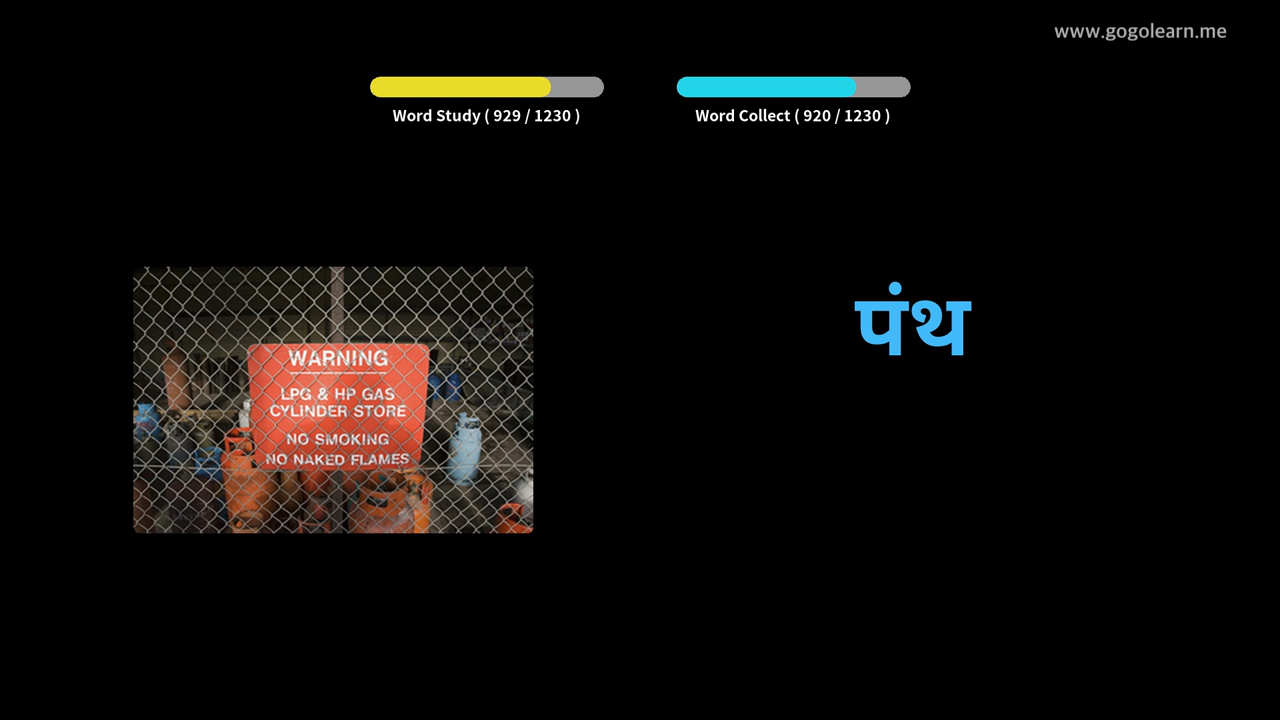 www.gogolearn.me
Word Study ( 929 / 1230 )
Word Collect ( 920 / 1230 )
WARNING
LPG & HP GAS
CYLINDER STORE
NO SMOKING
NO NAKED FLAMES
पंथ